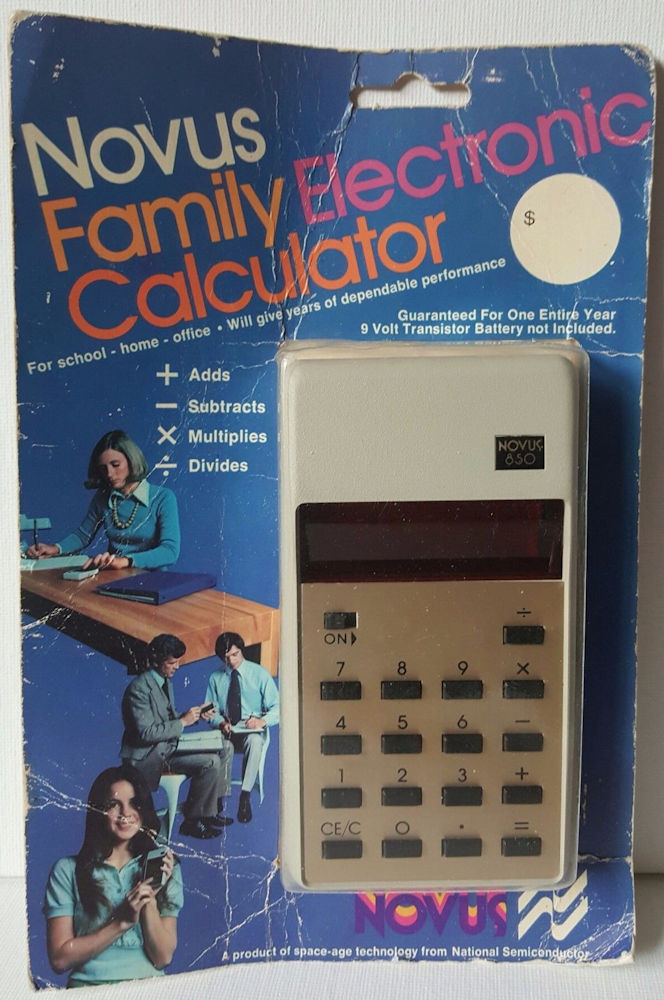 Novus
Family Electronic
Calculator
$
For school - home - office • Will give years of dependable performance
Guaranteed For One Entire Year
9 Volt Transistor Battery not Included.
+ Adds
− Subtracts
× Multiplies
÷ Divides
NOVUS
850
ON
÷
7 8 9 ×
4 5 6 −
1 2 3 +
CE/C 0 . =
NOVUS
A product of space-age technology from National Semiconductor